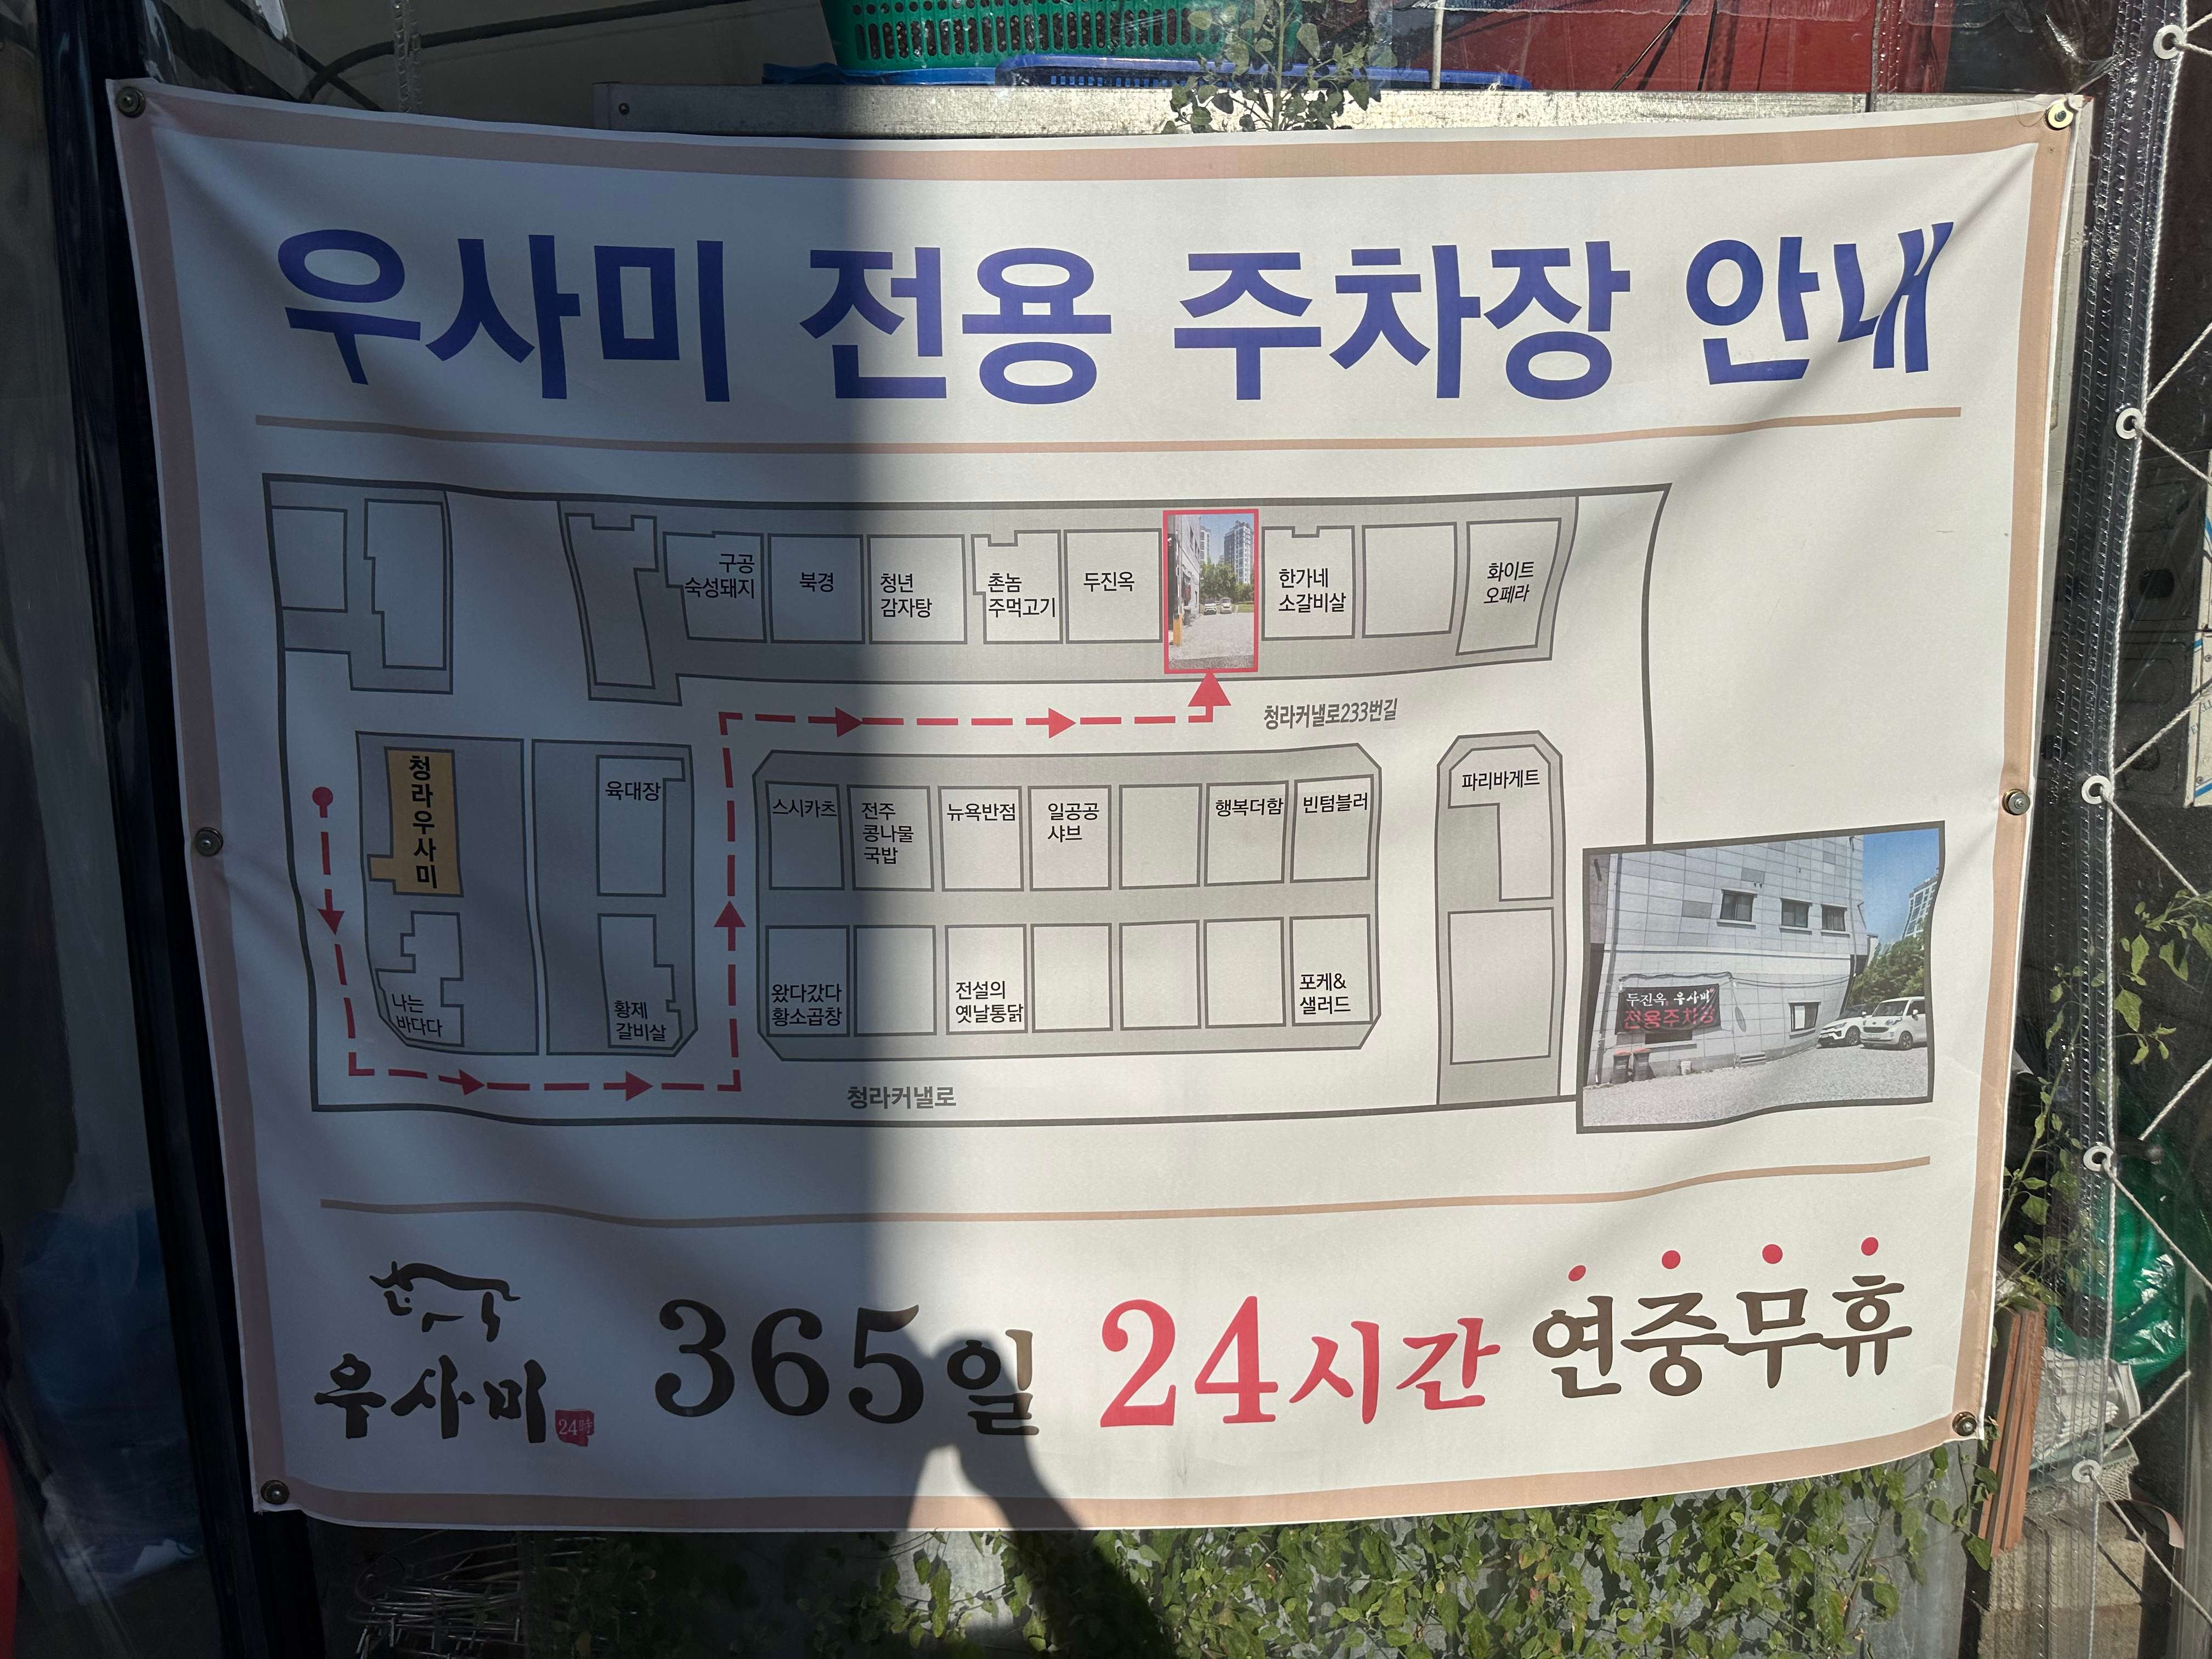 우사미 전용 주차장 안내
구공
숙성돼지
북경
청년
감자탕
촌놈
주먹고기
두진옥
한가네
소갈비살
화이트
오페라
청라커낼로233번길
청라우사미
육대장
스시카츠
전주
콩나물
국밥
뉴욕반점
일공공
샤브
행복더함
빈텀블러
파리바게트
나는
바다다
황제
갈비살
왔다갔다
황소곱창
전설의
옛날통닭
포케&
샐러드
청라커낼로
두진옥 우사미
전용주차장
우사미
24
365일 24시간 연중무휴